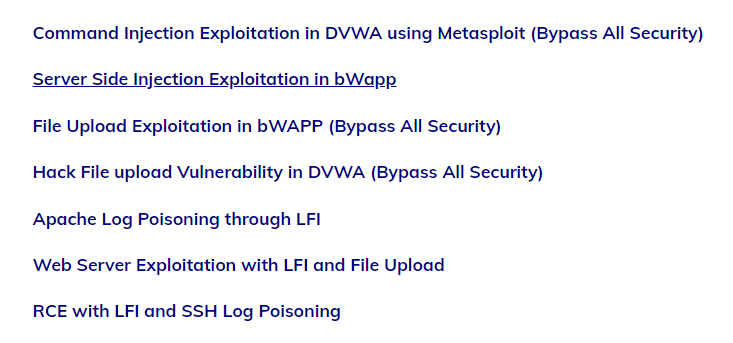 Command Injection Exploitation in DVWA using Metasploit (Bypass All Security)
Server Side Injection Exploitation in bWapp
File Upload Exploitation in bWAPP (Bypass All Security)
Hack File upload Vulnerability in DVWA (Bypass All Security)
Apache Log Poisoning through LFI
Web Server Exploitation with LFI and File Upload
RCE with LFI and SSH Log Poisoning